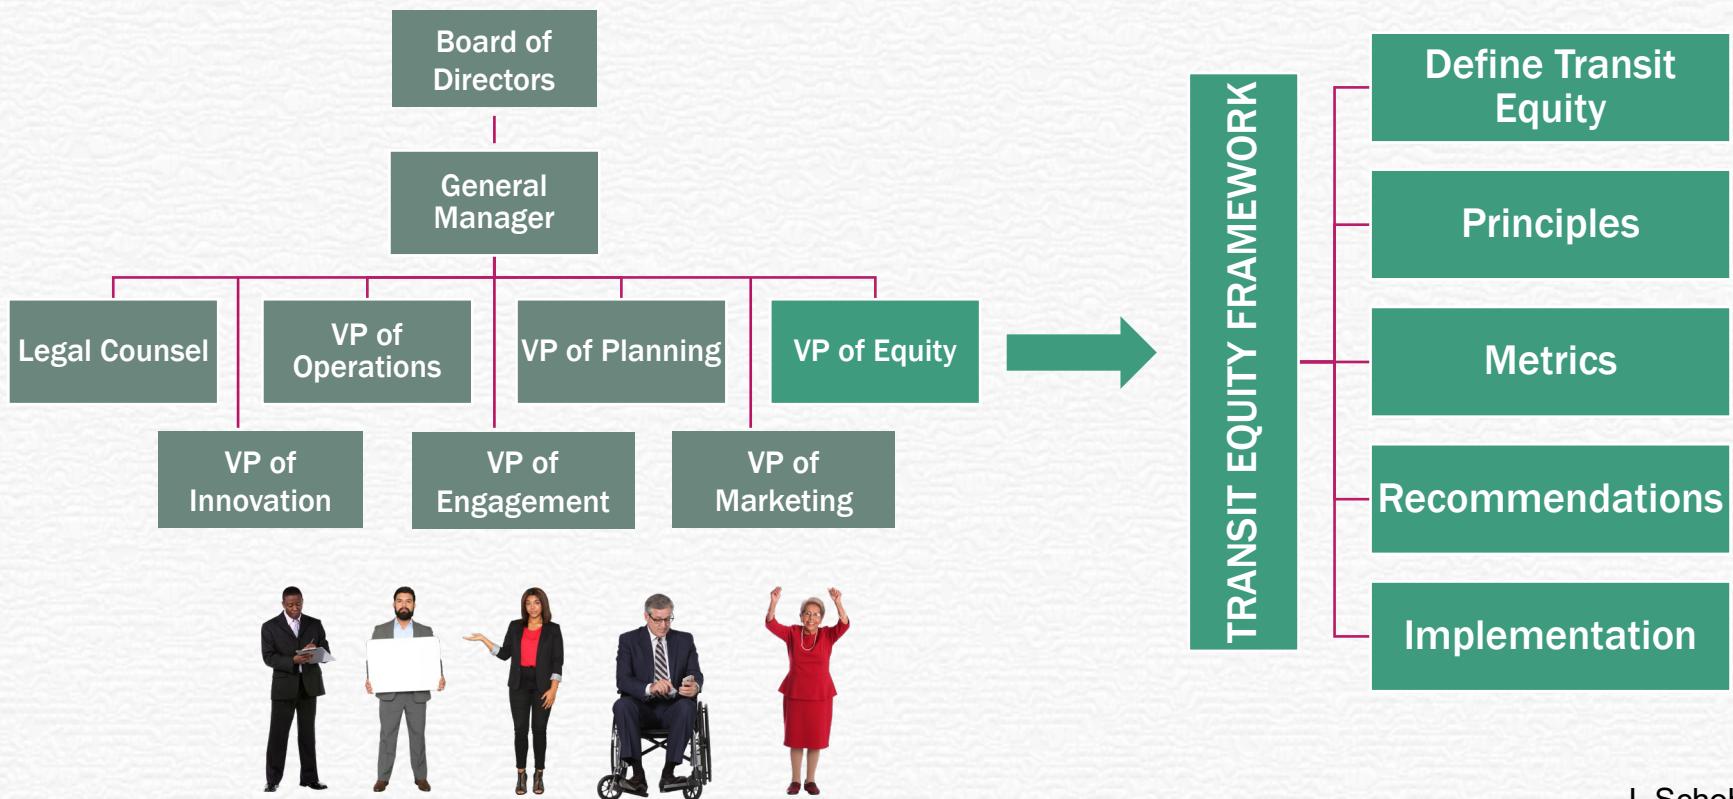 Board of
Directors
General
Manager
Legal Counsel
VP of
Operations
VP of Planning
VP of Equity
VP of
Innovation
VP of
Engagement
VP of
Marketing
TRANSIT EQUITY FRAMEWORK
Define Transit
Equity
Principles
Metrics
Recommendations
Implementation